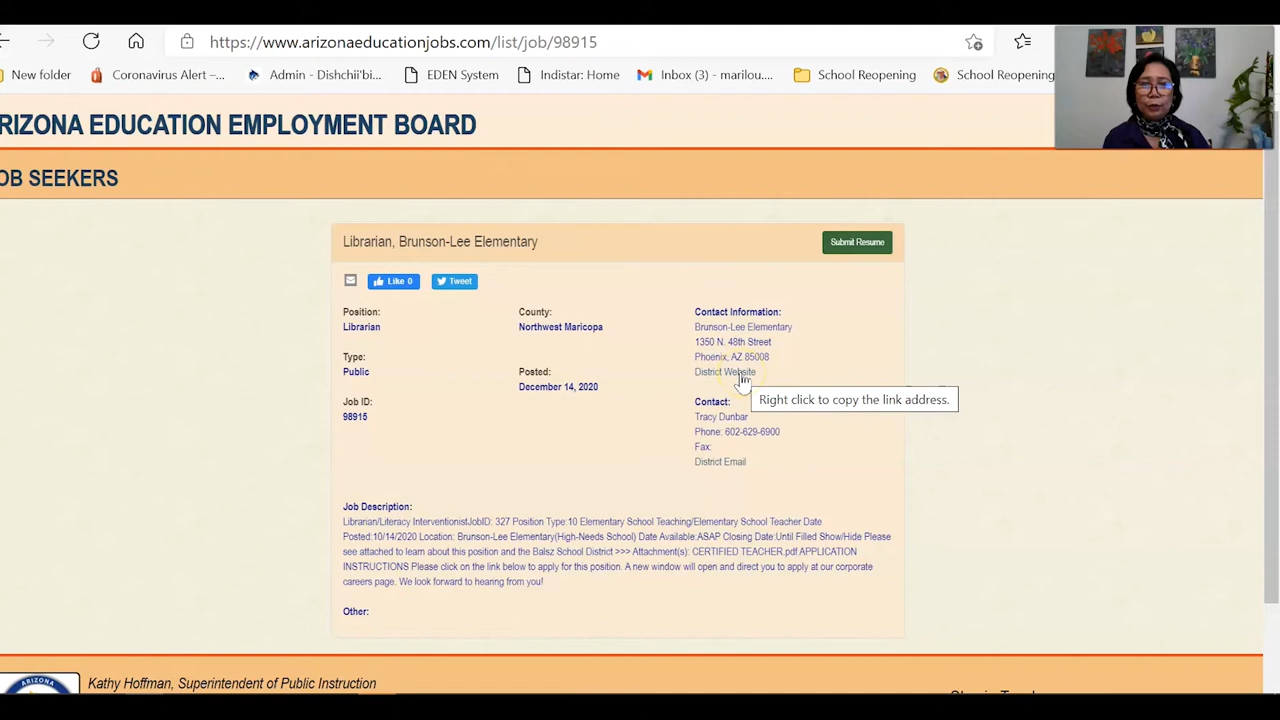 https://www.arizonaeducationjobs.com/list/job/98915
New folder
Coronavirus Alert –...
Admin - Dishchii'bi...
EDEN System
Indistar: Home
Inbox (3) - marilou....
School Reopening
School Reopening
RIZONA EDUCATION EMPLOYMENT BOARD
OB SEEKERS
Librarian, Brunson-Lee Elementary
Submit Resume
Like 0
Tweet
Position:
Librarian
County:
Northwest Maricopa
Contact Information:
Brunson-Lee Elementary
1350 N. 48th Street
Phoenix, AZ 85008
District Website
Type:
Public
Posted:
December 14, 2020
Right click to copy the link address.
Job ID:
98915
Contact:
Tracy Dunbar
Phone: 602-629-6900
Fax:
District Email
Job Description:
Librarian/Literacy InterventionistJobID: 327 Position Type:10 Elementary School Teaching/Elementary School Teacher Date
Posted:10/14/2020 Location: Brunson-Lee Elementary(High-Needs School) Date Available:ASAP Closing Date:Until Filled Show/Hide Please
see attached to learn about this position and the Balsz School District >>> Attachment(s): CERTIFIED TEACHER.pdf APPLICATION
INSTRUCTIONS Please click on the link below to apply for this position. A new window will open and direct you to apply at our corporate
careers page. We look forward to hearing from you!
Other:
ARIZONA
Kathy Hoffman, Superintendent of Public Instruction